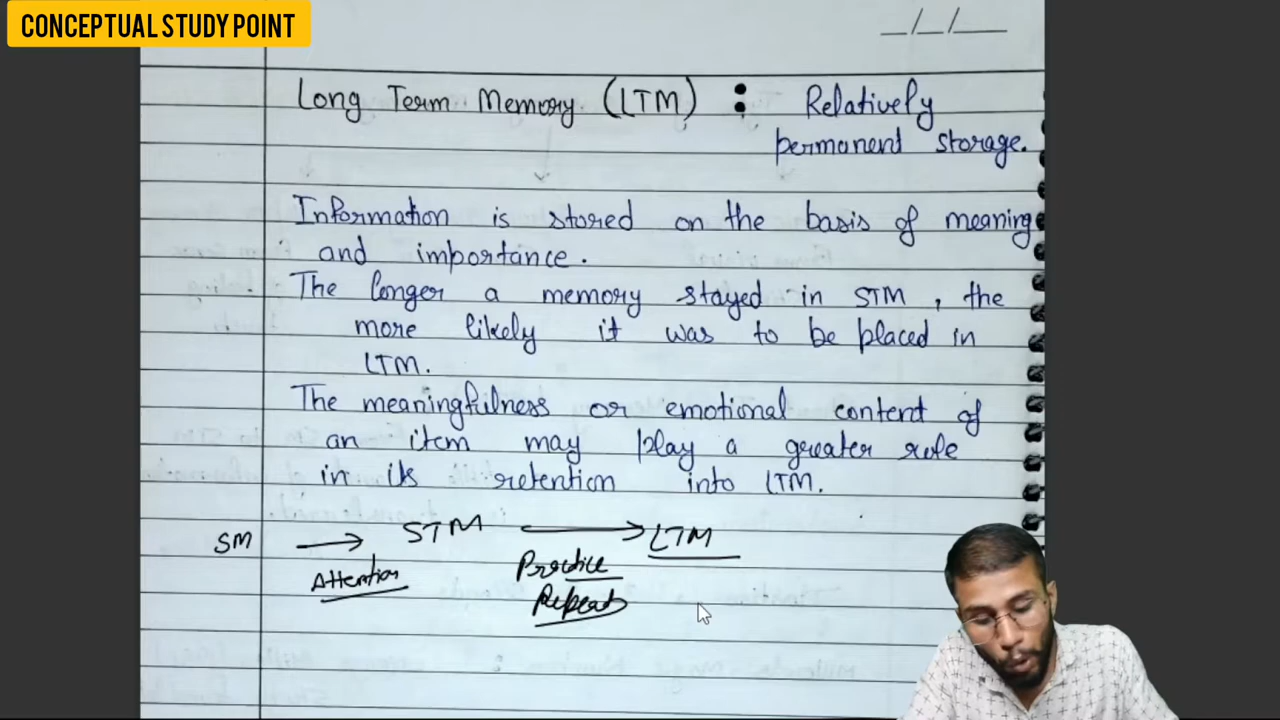 CONCEPTUAL STUDY POINT
_/_/__
Long Term Memory (LTM) : Relatively
permanent storage.
Information is stored on the basis of meaning
and importance.
The longer a memory stayed in STM, the
more likely it was to be placed in
LTM.
The meaningfulness or emotional content of
an item may play a greater role
in its retention into LTM.
SM → STM → LTM
Attention Practice
Repeat